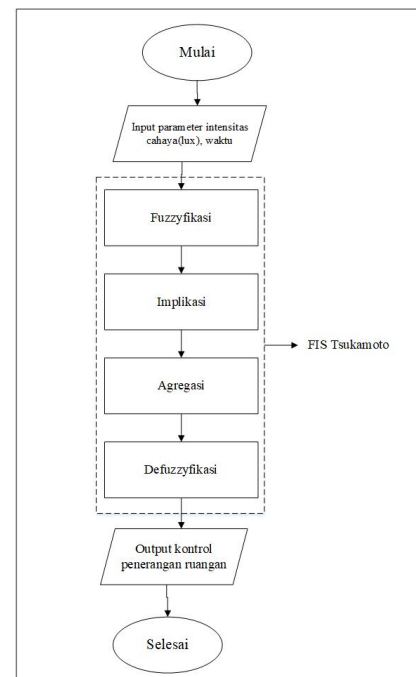 Mulai
Input parameter intensitas
cahaya(lux), waktu
Fuzzyfikasi
Implikasi
FIS Tsukamoto
Agregasi
Defuzzyfikasi
Output kontrol
penerangan ruangan
Selesai